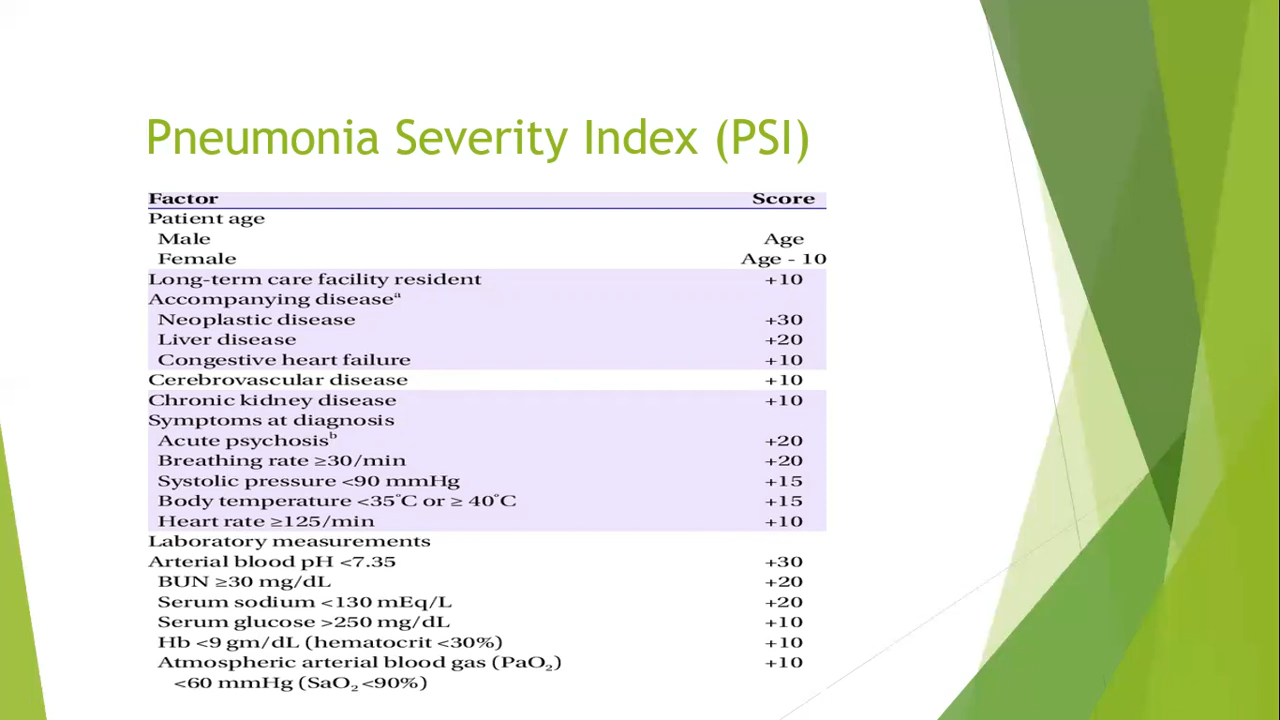 Pneumonia Severity Index (PSI)
Factor Score
Patient age
Male Age
Female Age - 10
Long-term care facility resident +10
Accompanying diseaseᵃ
Neoplastic disease +30
Liver disease +20
Congestive heart failure +10
Cerebrovascular disease +10
Chronic kidney disease +10
Symptoms at diagnosis
Acute psychosisᵇ +20
Breathing rate ≥30/min +20
Systolic pressure <90 mmHg +15
Body temperature <35°C or ≥ 40°C +15
Heart rate ≥125/min +10
Laboratory measurements
Arterial blood pH <7.35 +30
BUN ≥30 mg/dL +20
Serum sodium <130 mEq/L +20
Serum glucose >250 mg/dL +10
Hb <9 gm/dL (hematocrit <30%) +10
Atmospheric arterial blood gas (PaO₂) +10
<60 mmHg (SaO₂ <90%)